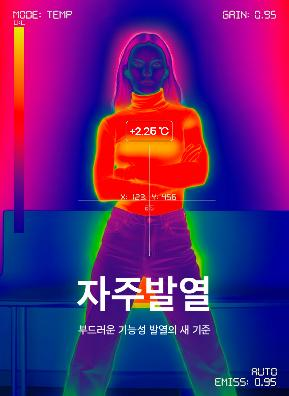 MODE: TEMP
GAIN: 0.95
+2.26 ℃
X: 123, Y: 456
자주발열
부드러운 기능성 발열의 새 기준
AUTO
EMISS: 0.95